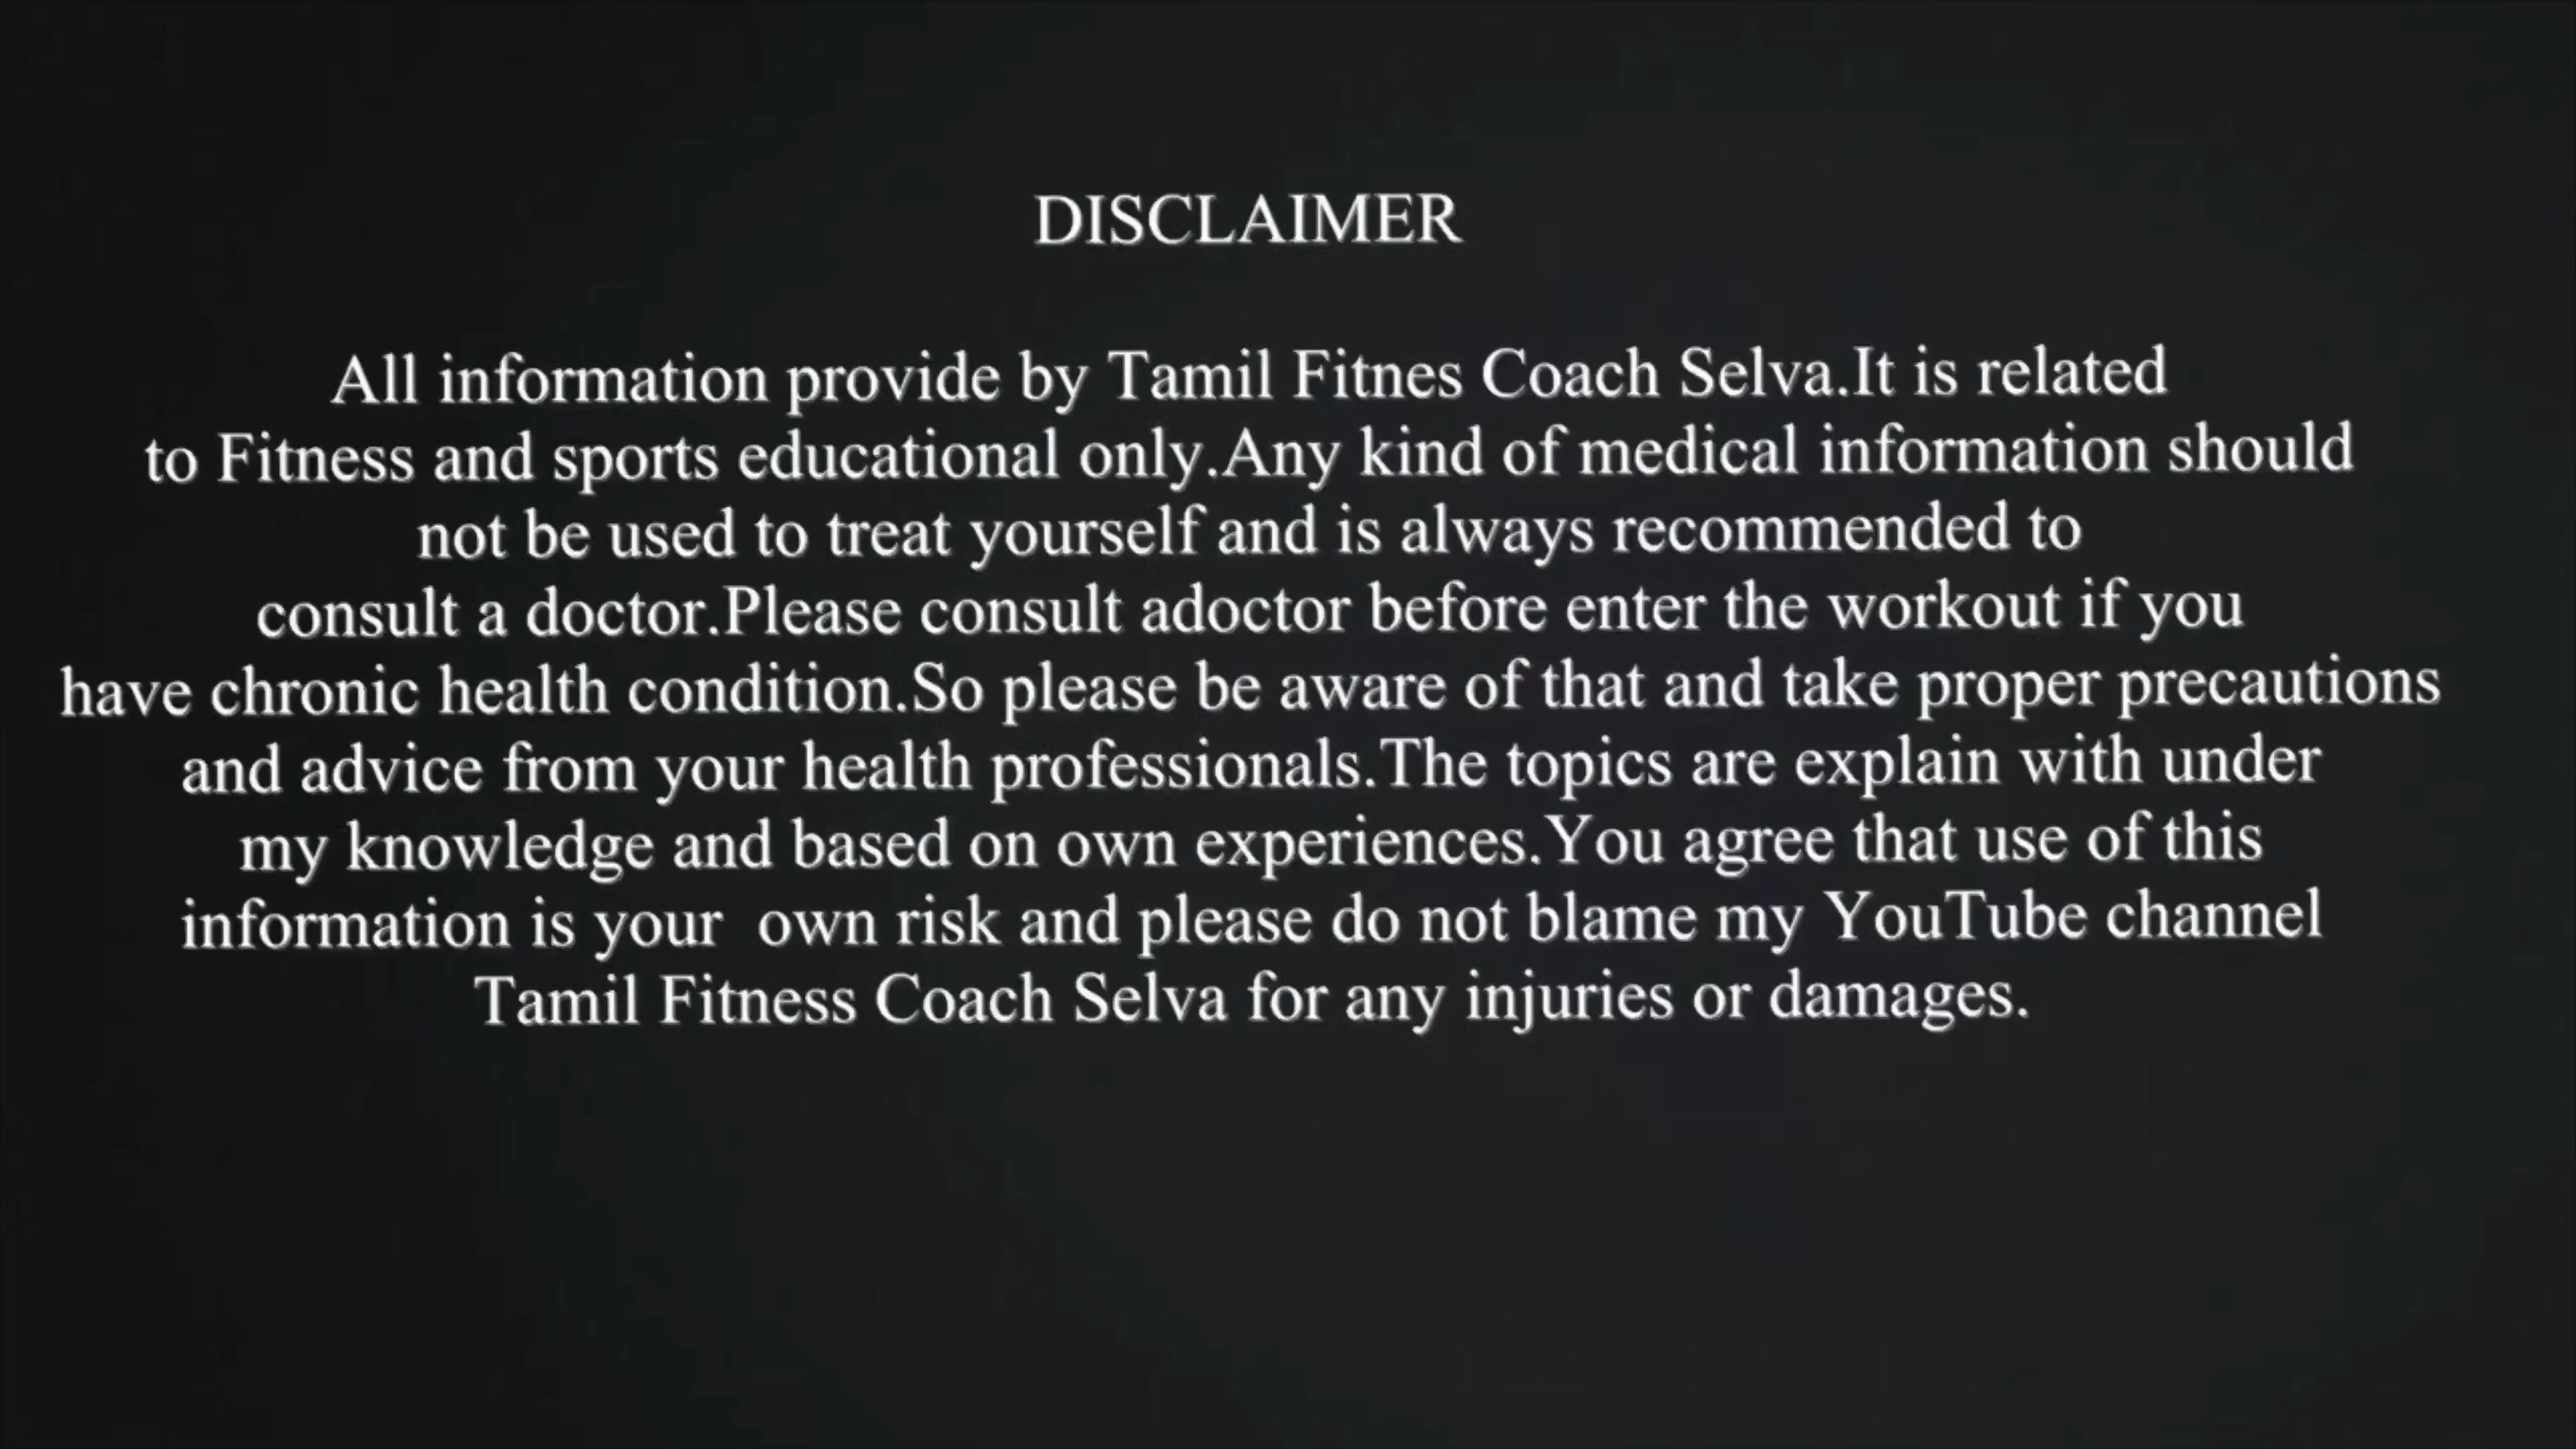 DISCLAIMER
All information provide by Tamil Fitnes Coach Selva.It is related
to Fitness and sports educational only.Any kind of medical information should
not be used to treat yourself and is always recommended to
consult a doctor.Please consult adoctor before enter the workout if you
have chronic health condition.So please be aware of that and take proper precautions
and advice from your health professionals.The topics are explain with under
my knowledge and based on own experiences.You agree that use of this
information is your  own risk and please do not blame my YouTube channel
Tamil Fitness Coach Selva for any injuries or damages.